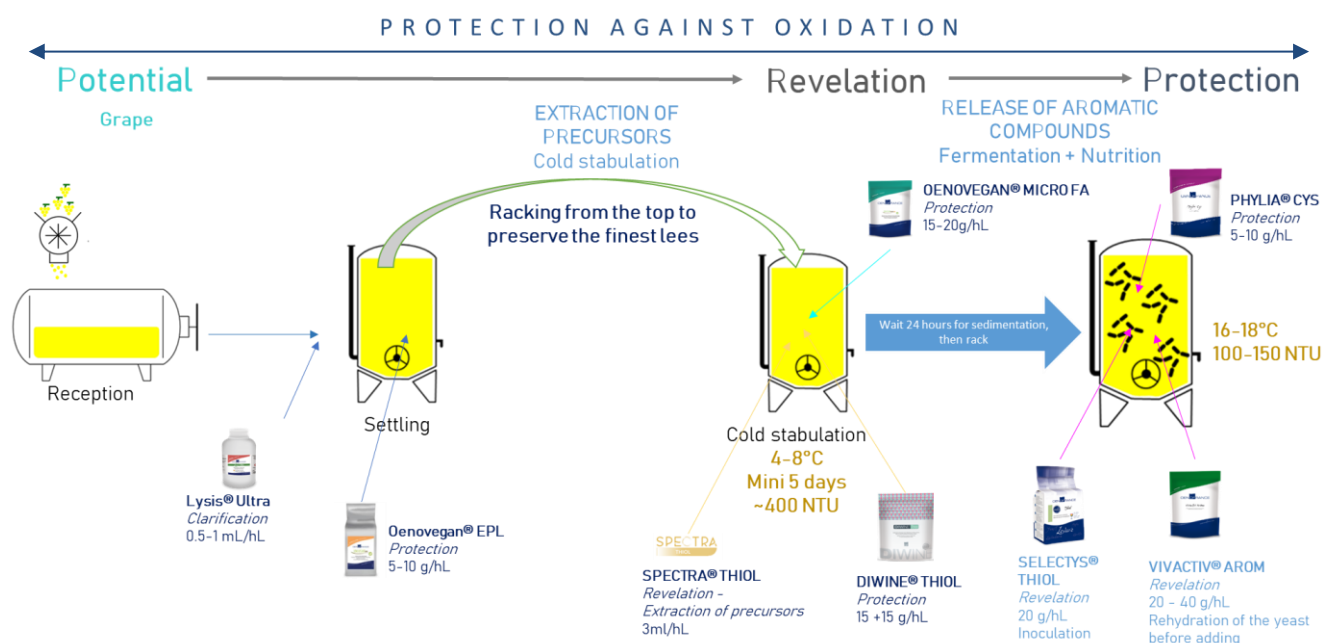 PROTECTION AGAINST OXIDATION
Potential
Revelation
Protection
Grape
EXTRACTION OF
PRECURSORS
Cold stabulation
RELEASE OF AROMATIC
COMPOUNDS
Fermentation + Nutrition
Racking from the top to
preserve the finest lees
OENOVEGAN® MICRO FA
Protection
15-20g/hL
PHYLIA® CYS
Protection
5-10 g/hL
Wait 24 hours for sedimentation,
then rack
16-18°C
100-150 NTU
Reception
Settling
Cold stabulation
4-8°C
Mini 5 days
~400 NTU
Lysis® Ultra
Clarification
0.5-1 mL/hL
Oenovegan® EPL
Protection
5-10 g/hL
SPECTRA
SPECTRA® THIOL
Revelation -
Extraction of precursors
3ml/hL
DIWINE
DIWINE® THIOL
Protection
15 +15 g/hL
SELECTYS®
THIOL
Revelation
20 g/hL
Inoculation
VIVACTIV® AROM
Revelation
20 - 40 g/hL
Rehydration of the yeast
before adding